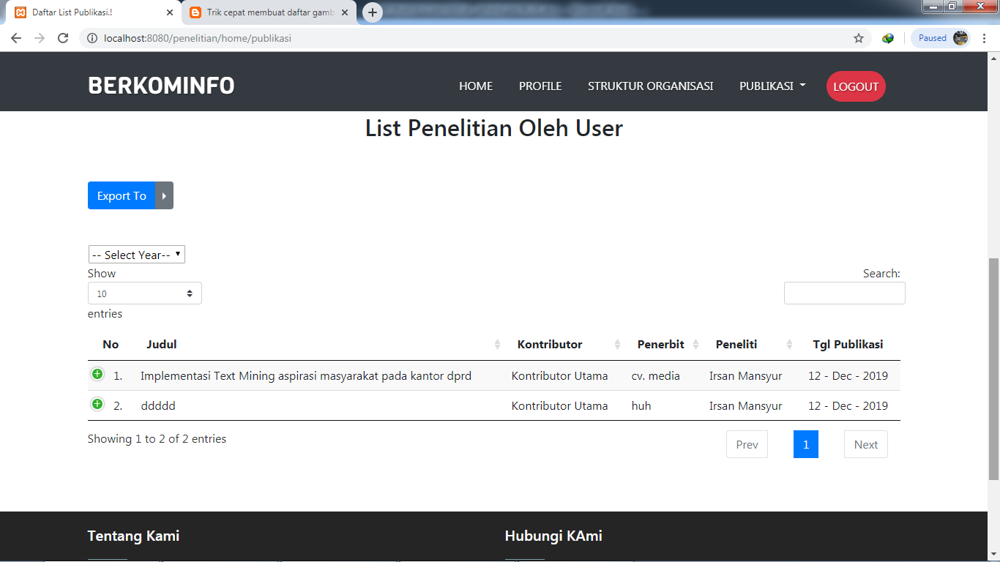 Daftar List Publikasi.!
Trik cepat membuat daftar gamb
localhost:8080/penelitian/home/publikasi
Paused
BERKOMINFO
HOME PROFILE STRUKTUR ORGANISASI PUBLIKASI LOGOUT
List Penelitian Oleh User
Export To
-- Select Year--
Show
Search:
10
entries
No Judul Kontributor Penerbit Peneliti Tgl Publikasi
1. Implementasi Text Mining aspirasi masyarakat pada kantor dprd Kontributor Utama cv. media Irsan Mansyur 12 - Dec - 2019
2. ddddd Kontributor Utama huh Irsan Mansyur 12 - Dec - 2019
Showing 1 to 2 of 2 entries
Prev 1 Next
Tentang Kami Hubungi KAmi